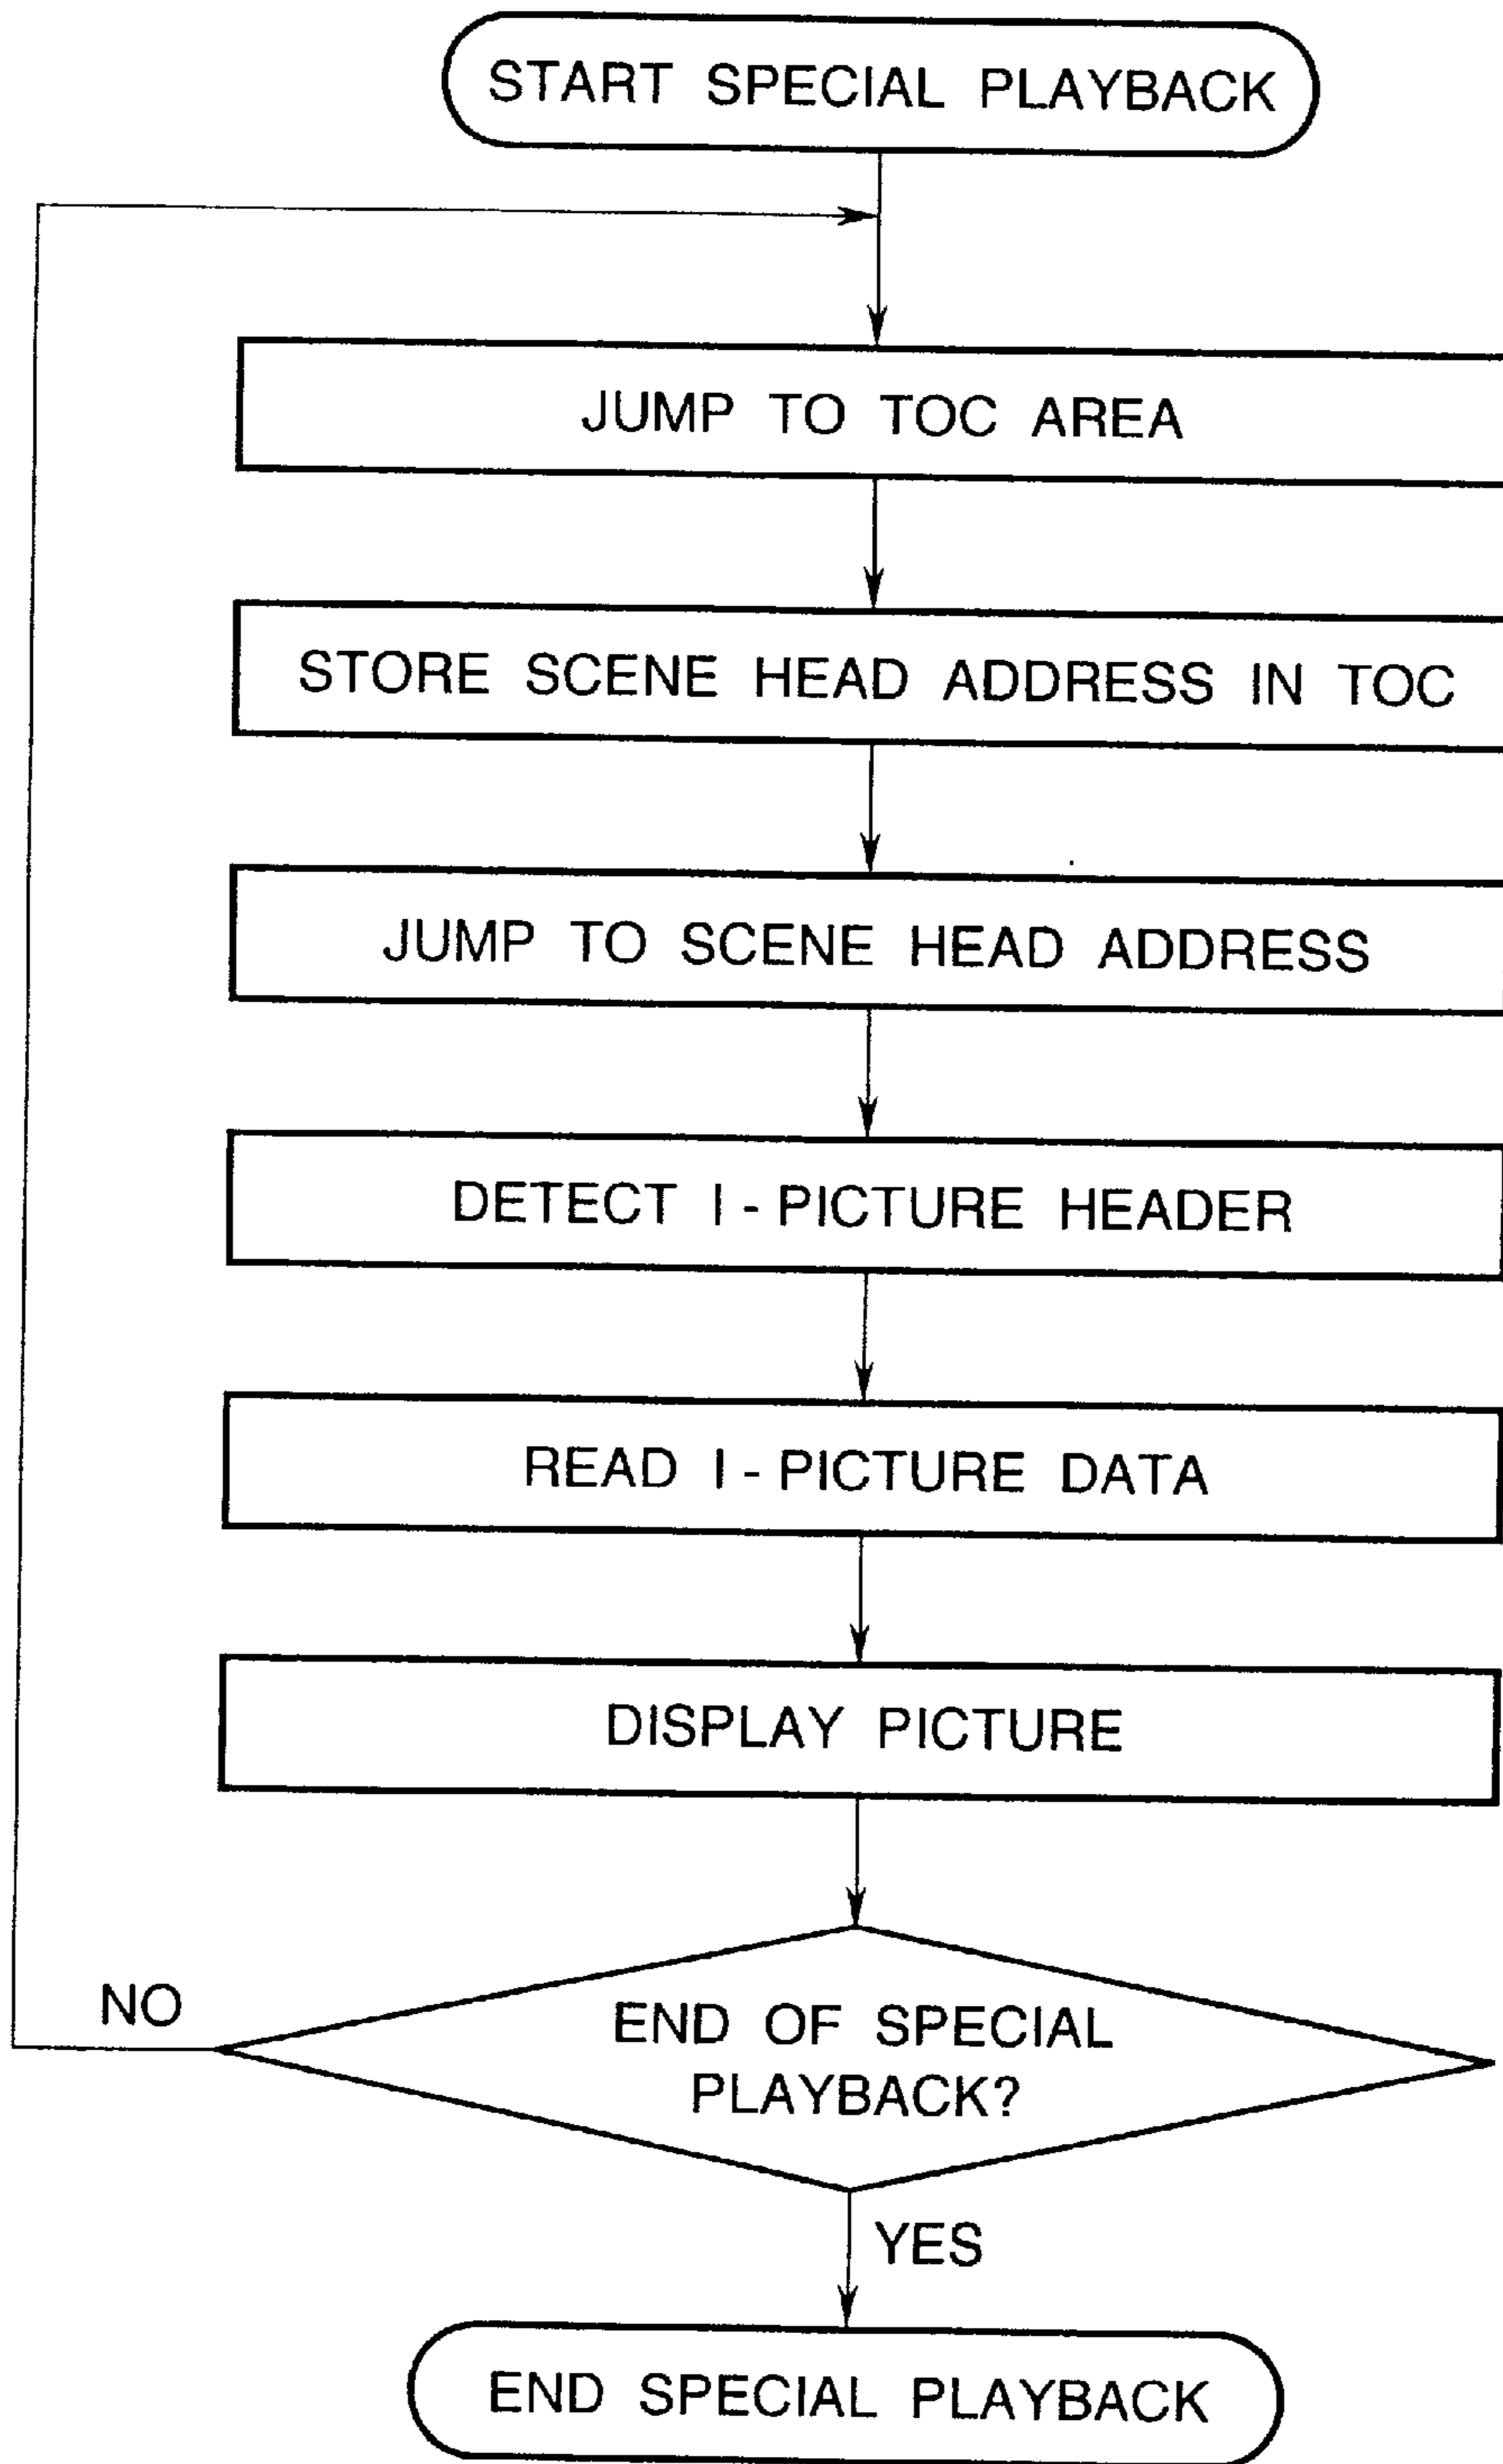 START SPECIAL PLAYBACK
JUMP TO TOC AREA
STORE SCENE HEAD ADDRESS IN TOC
JUMP TO SCENE HEAD ADDRESS
DETECT I - PICTURE HEADER
READ I - PICTURE DATA
DISPLAY PICTURE
NO
END OF SPECIAL
PLAYBACK?
YES
END SPECIAL PLAYBACK